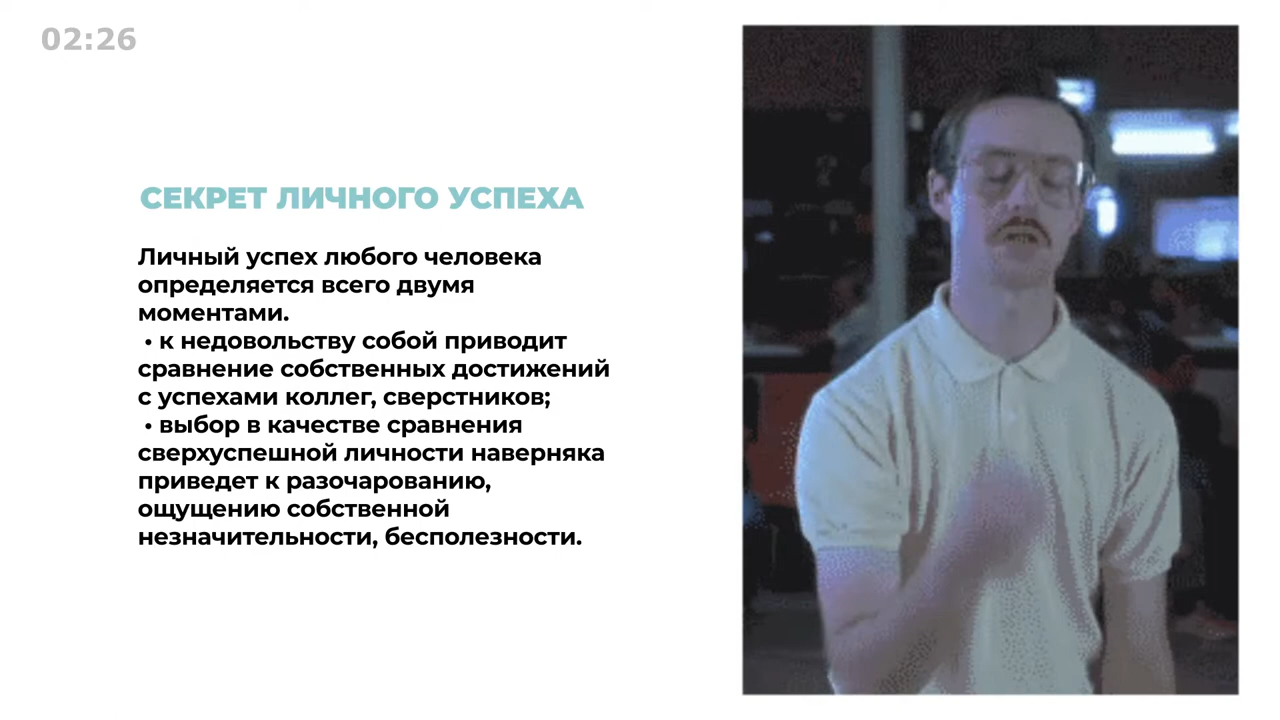 02:26
СЕКРЕТ ЛИЧНОГО УСПЕХА
Личный успех любого человека
определяется всего двумя
моментами.
• к недовольству собой приводит
сравнение собственных достижений
с успехами коллег, сверстников;
• выбор в качестве сравнения
сверхуспешной личности наверняка
приведет к разочарованию,
ощущению собственной
незначительности, бесполезности.